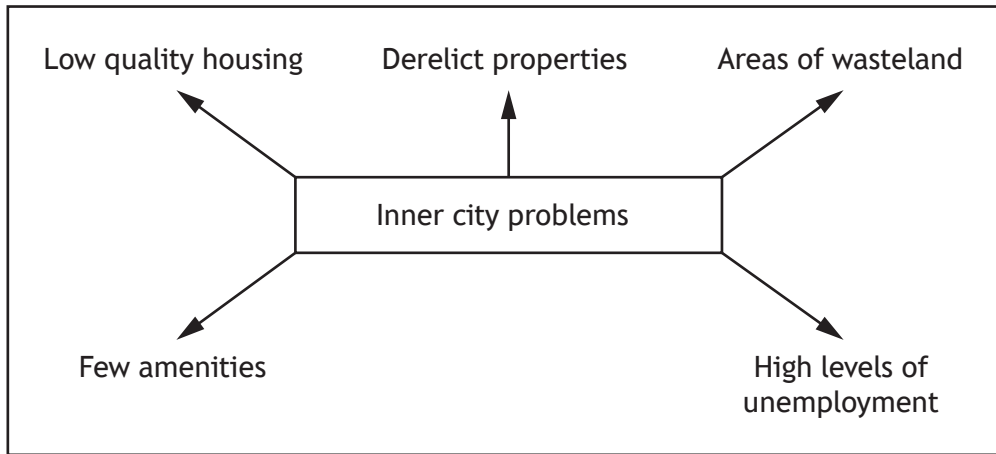 Low quality housing
Derelict properties
Areas of wasteland
Inner city problems
Few amenities
High levels of
unemployment